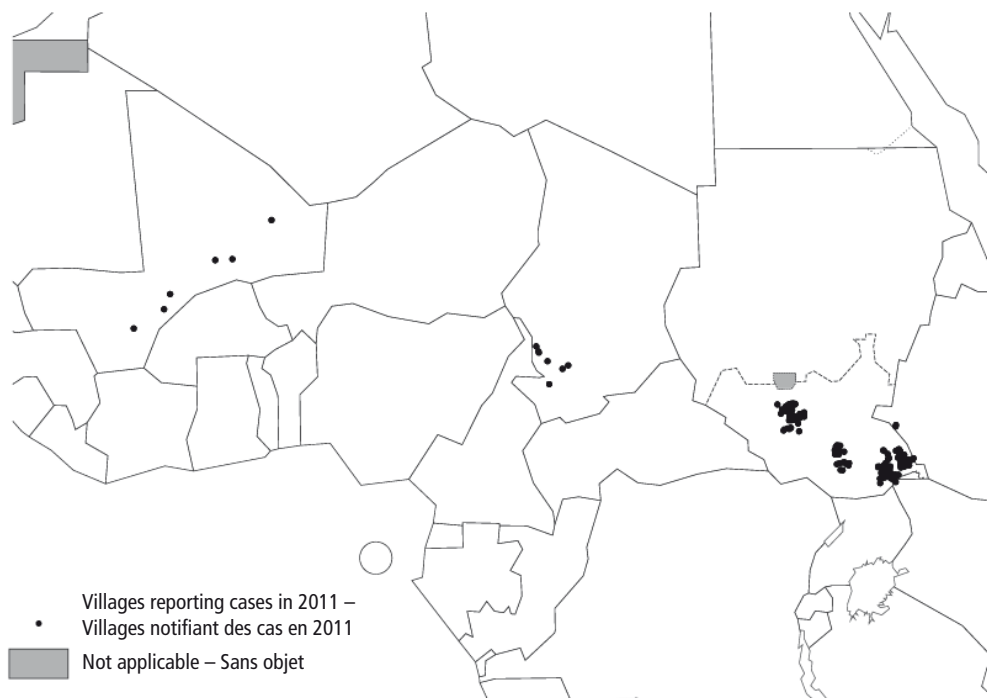 Villages reporting cases in 2011 –
Villages notifiant des cas en 2011
Not applicable – Sans objet